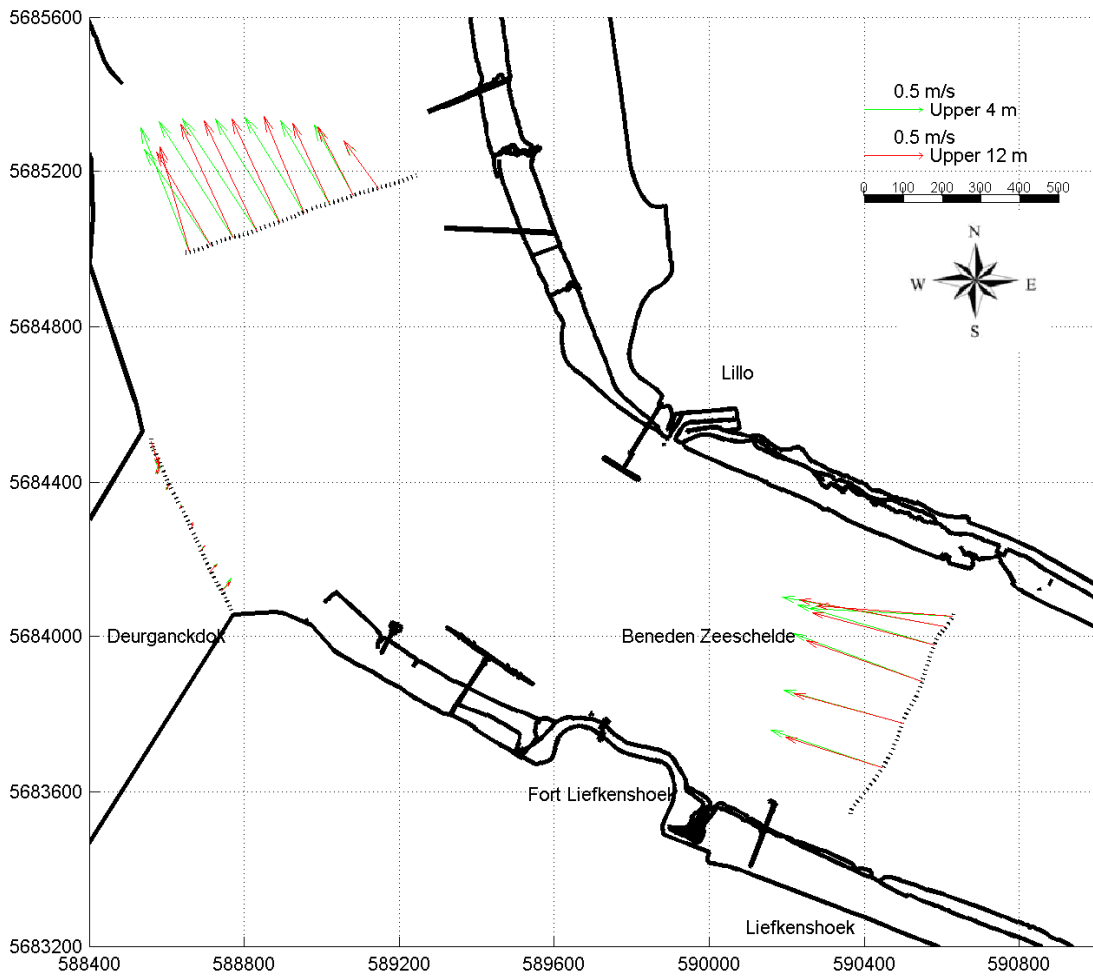 5685600
5685200
5684800
5684400
5684000
5683600
5683200
0.5 m/s
Upper 4 m
0.5 m/s
Upper 12 m
0 100 200 300 400 500
N
W E
S
Lillo
Deurganckdok
Beneden Zeeschelde
Fort Liefkenshoek
Liefkenshoek
588400 588800 589200 589600 590000 590400 590800